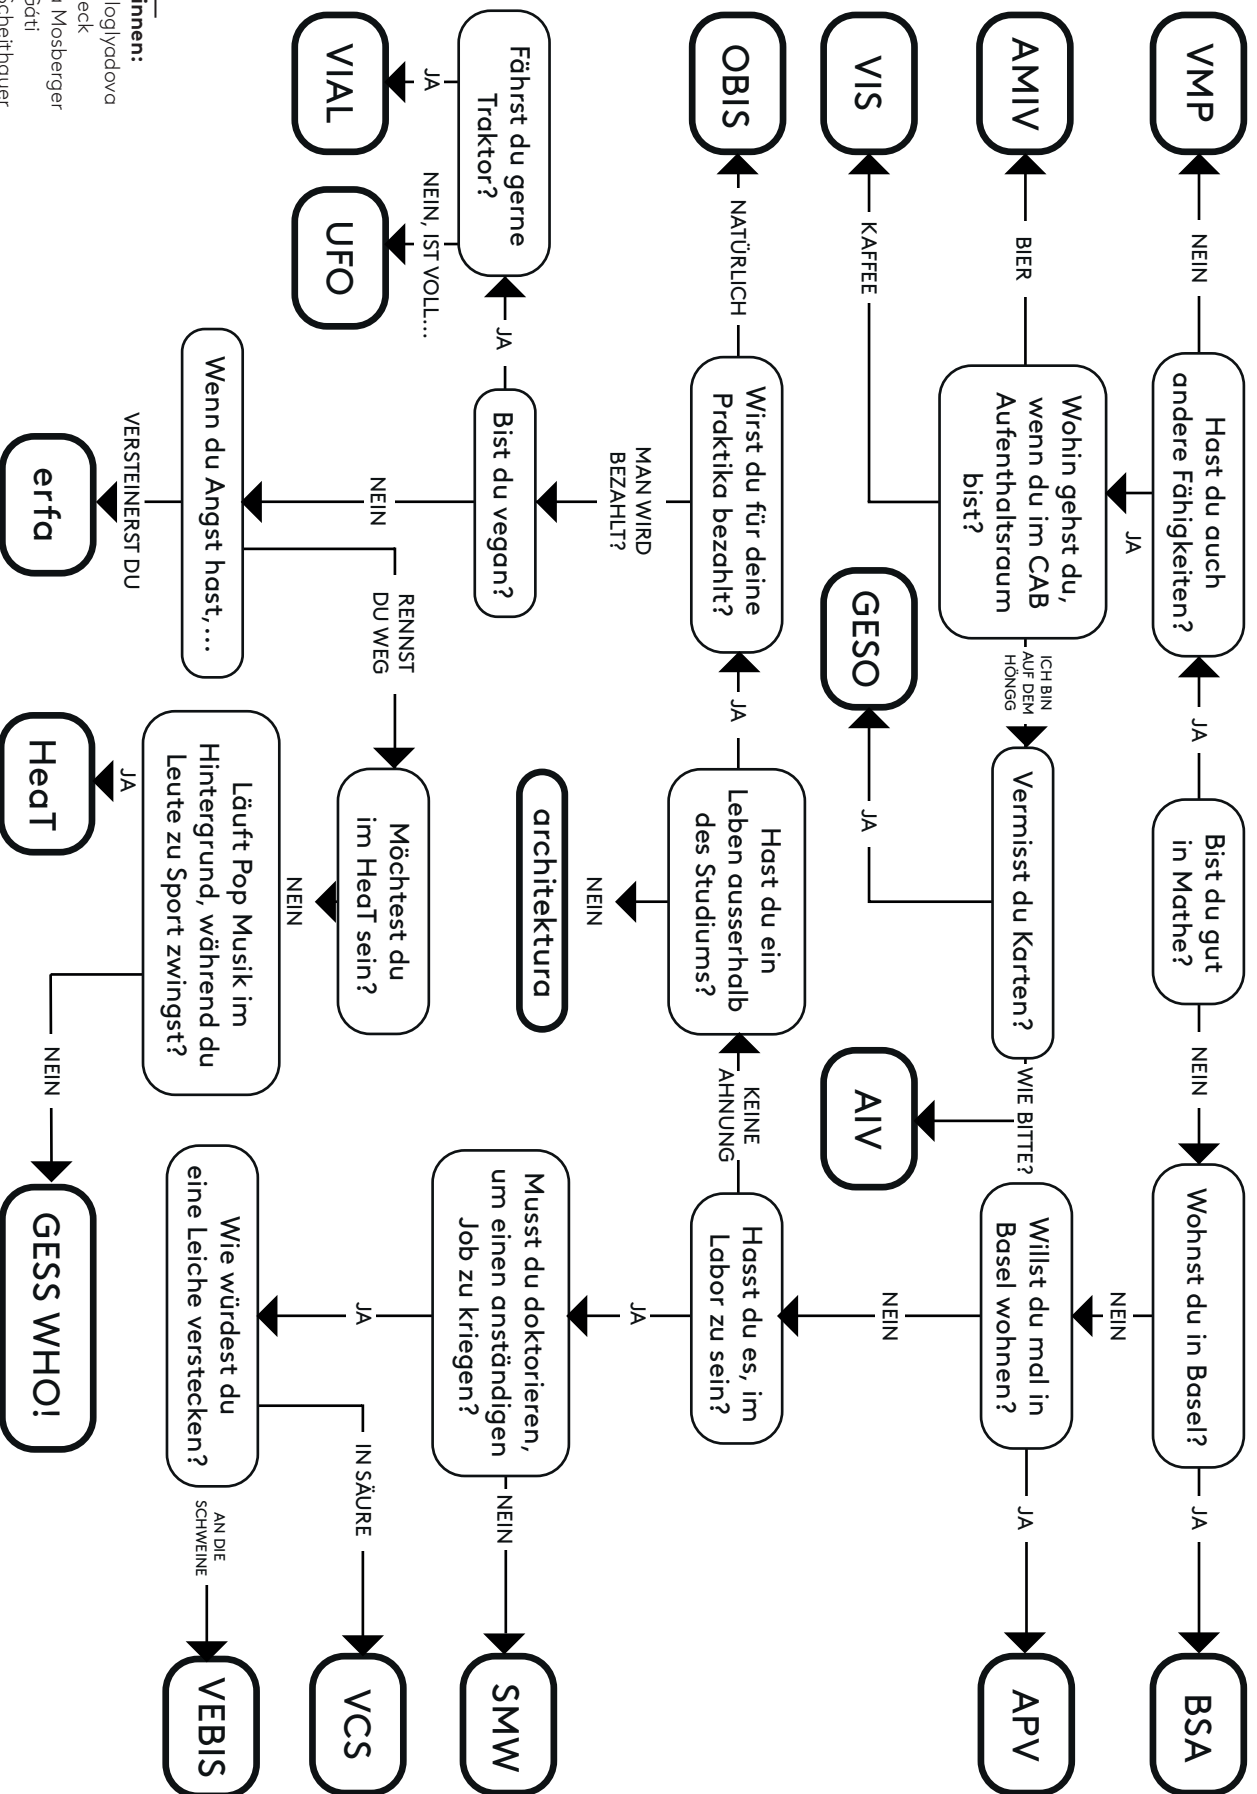 VMP
NEIN
Hast du auch
andere Fähigkeiten?
JA
Bist du gut
in Mathe?
NEIN
Wohnst du in Basel?
JA
BSA
JA
NEIN
AMIV
BIER
Wohin gehst du,
wenn du im CAB
Aufenthaltsraum
bist?
ICH BIN
AUF DEM
HÖNGG
Vermisst du Karten?
WIE BITTE?
Willst du mal in
Basel wohnen?
JA
APV
VIS
KAFFEE
GESO
JA
AIV
NEIN
OBIS
NATÜRLICH
Wirst du für deine
Praktika bezahlt?
JA
Hast du ein
Leben ausserhalb
des Studiums?
KEINE
AHNUNG
Hasst du es, im
Labor zu sein?
MAN WIRD
BEZAHLT?
NEIN
JA
Fährst du gerne
Traktor?
JA
Bist du vegan?
architektura
Musst du doktorieren,
um einen anständigen
Job zu kriegen?
NEIN
SMW
JA
NEIN, IST VOLL...
NEIN
RENNST
DU WEG
Möchtest du
im HeaT sein?
JA
IN SÄURE
VCS
VIAL
UFO
NEIN
Wenn du Angst hast,...
Läuft Pop Musik im
Hintergrund, während du
Leute zu Sport zwingst?
Wie würdest du
eine Leiche verstecken?
AN DIE
SCHWEINE
VEBIS
VERSTEINERST DU
JA
NEIN
erfa
HeaT
GESS WHO!
innen:
loglyadova
eck
Mosberger
Gáti
Scheithauer